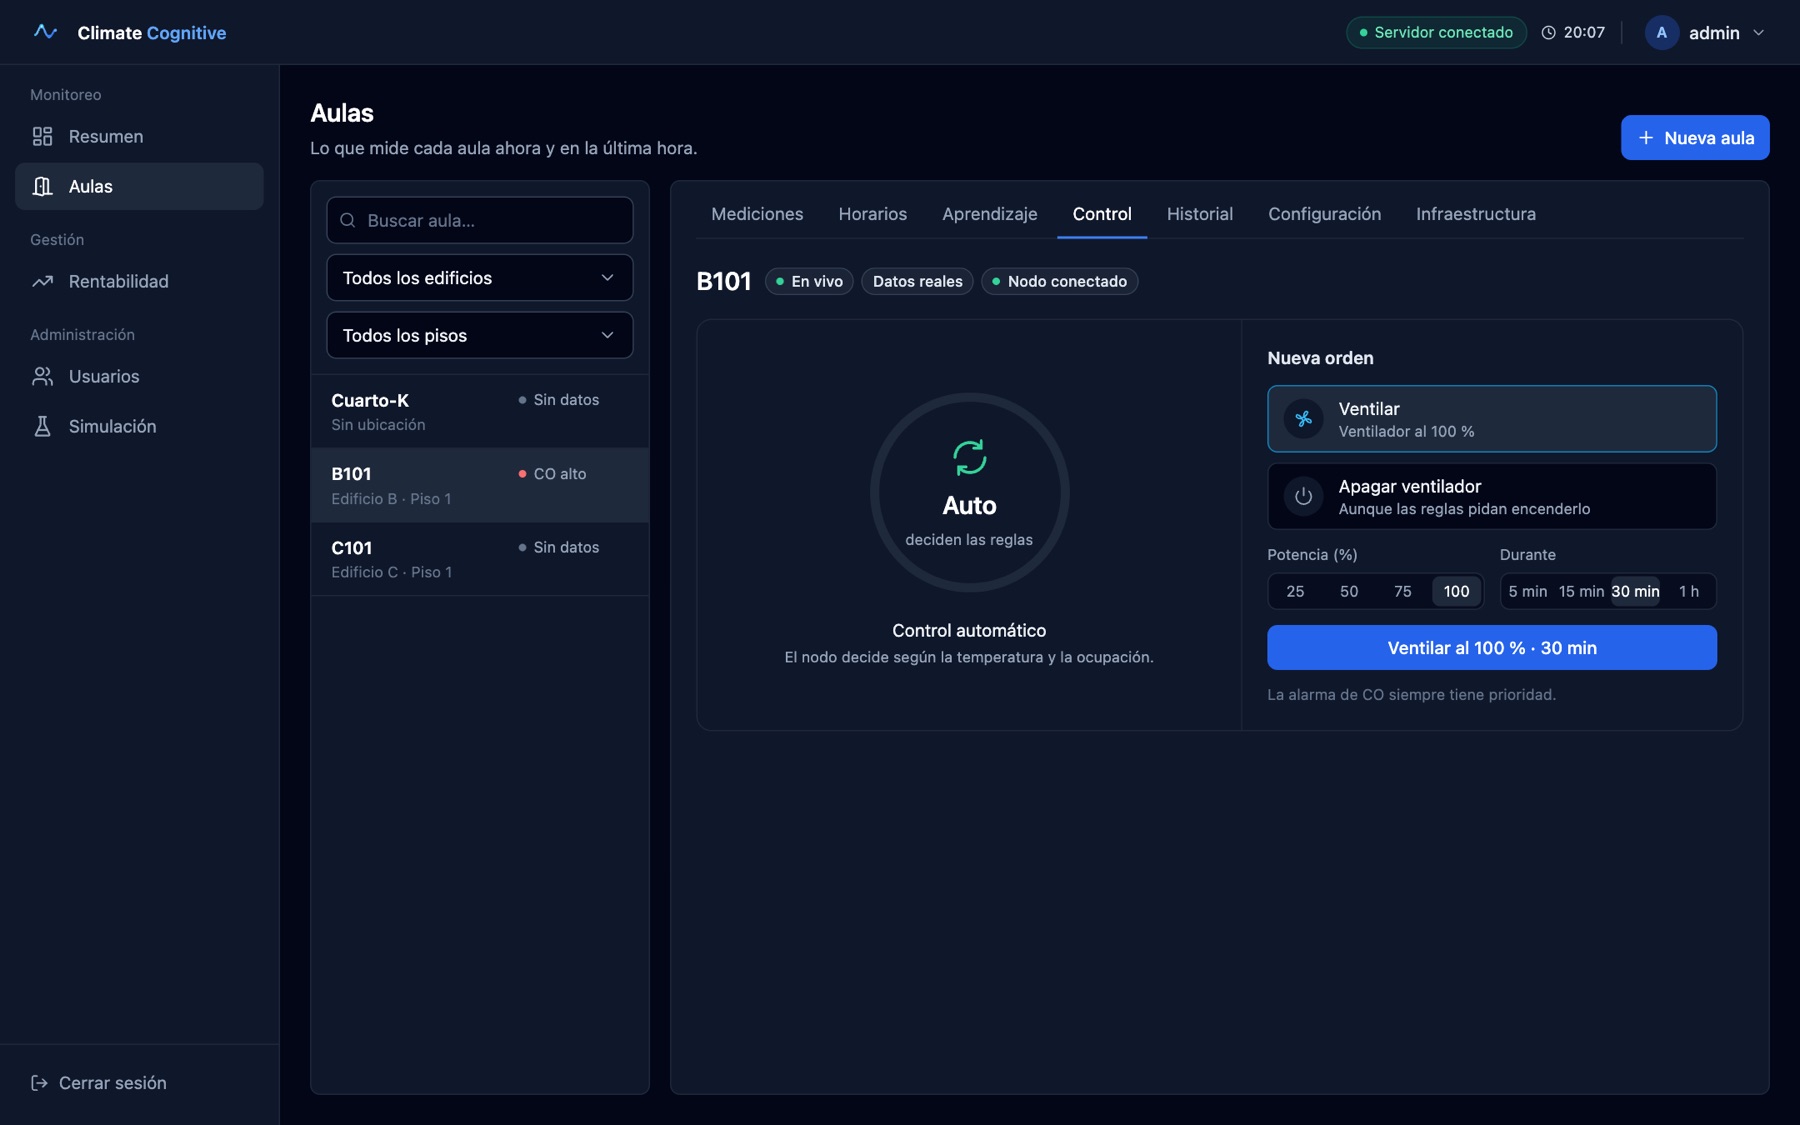 Climate Cognitive
Servidor conectado
20:07
A
admin
Monitoreo
Resumen
Aulas
Gestión
Rentabilidad
Administración
Usuarios
Simulación
Cerrar sesión
Aulas
Lo que mide cada aula ahora y en la última hora.
+ Nueva aula
Buscar aula...
Todos los edificios
Todos los pisos
Cuarto-K
Sin datos
Sin ubicación
B101
CO alto
Edificio B · Piso 1
C101
Sin datos
Edificio C · Piso 1
Mediciones Horarios Aprendizaje Control Historial Configuración Infraestructura
B101
En vivo
Datos reales
Nodo conectado
Auto
deciden las reglas
Control automático
El nodo decide según la temperatura y la ocupación.
Nueva orden
Ventilar
Ventilador al 100 %
Apagar ventilador
Aunque las reglas pidan encenderlo
Potencia (%)
25 50 75 100
Durante
5 min 15 min 30 min 1 h
Ventilar al 100 % · 30 min
La alarma de CO siempre tiene prioridad.